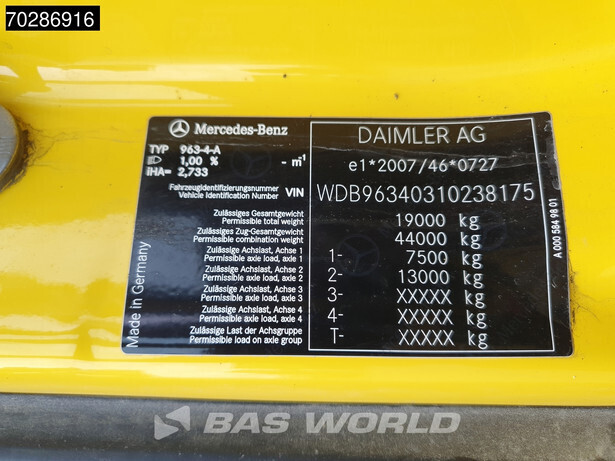 70286916
Mercedes-Benz
TYP 963-4-A
1,00 % - m⁻¹
iHA= 2,733
Fahrzeugidentifizierungsnummer
Vehicle Identification Number VIN
Zulässiges Gesamtgewicht
Permissible total weight
Zulässiges Zug-Gesamtgewicht
Permissible combination weight
Zulässige Achslast, Achse 1
Permissible axle load, axle 1
Zulässige Achslast, Achse 2
Permissible axle load, axle 2
Zulässige Achslast, Achse 3
Permissible axle load, axle 3
Zulässige Achslast, Achse 4
Permissible axle load, axle 4
Zulässige Last der Achsgruppe
Permissible load on axle group
DAIMLER AG
e1*2007/46*0727
WDB96340310238175
19000 kg
44000 kg
1- 7500 kg
2- 13000 kg
3- XXXXX kg
4- XXXXX kg
T- XXXXX kg
Made in Germany
A 000 584 96 01
BAS WORLD